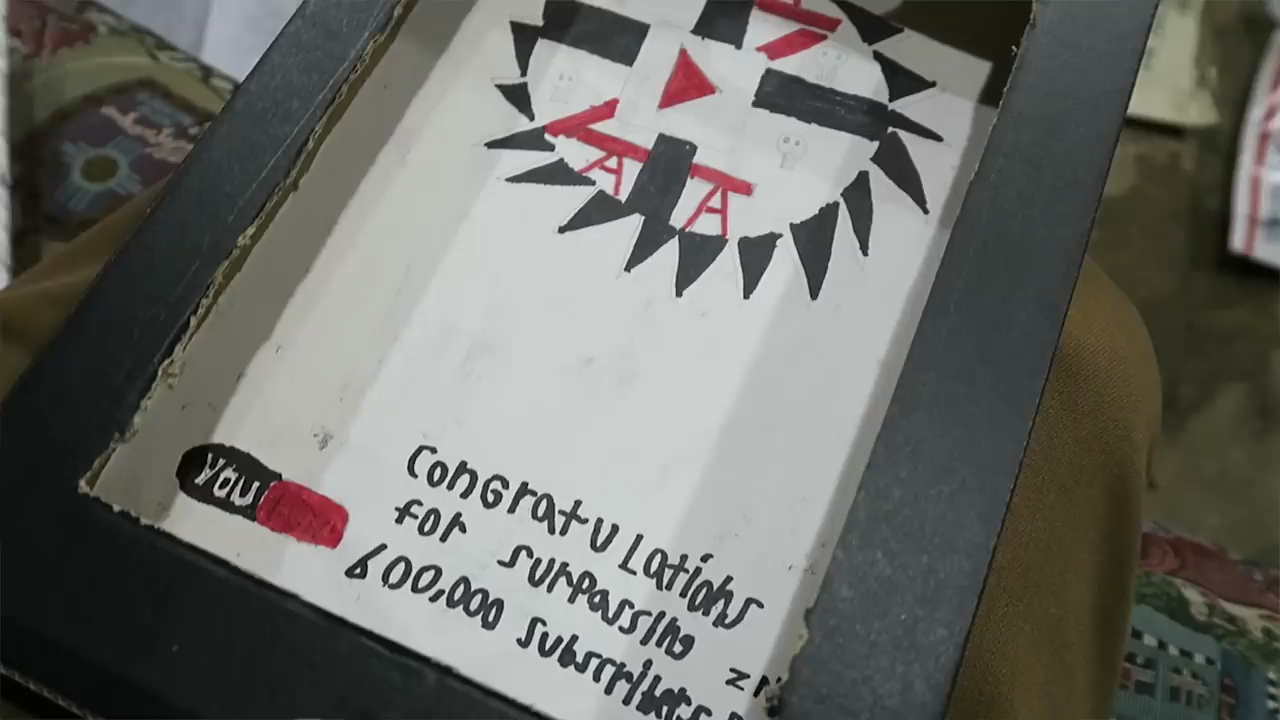 A A
You
Congratulations
for surpassing
600,000 subscribers